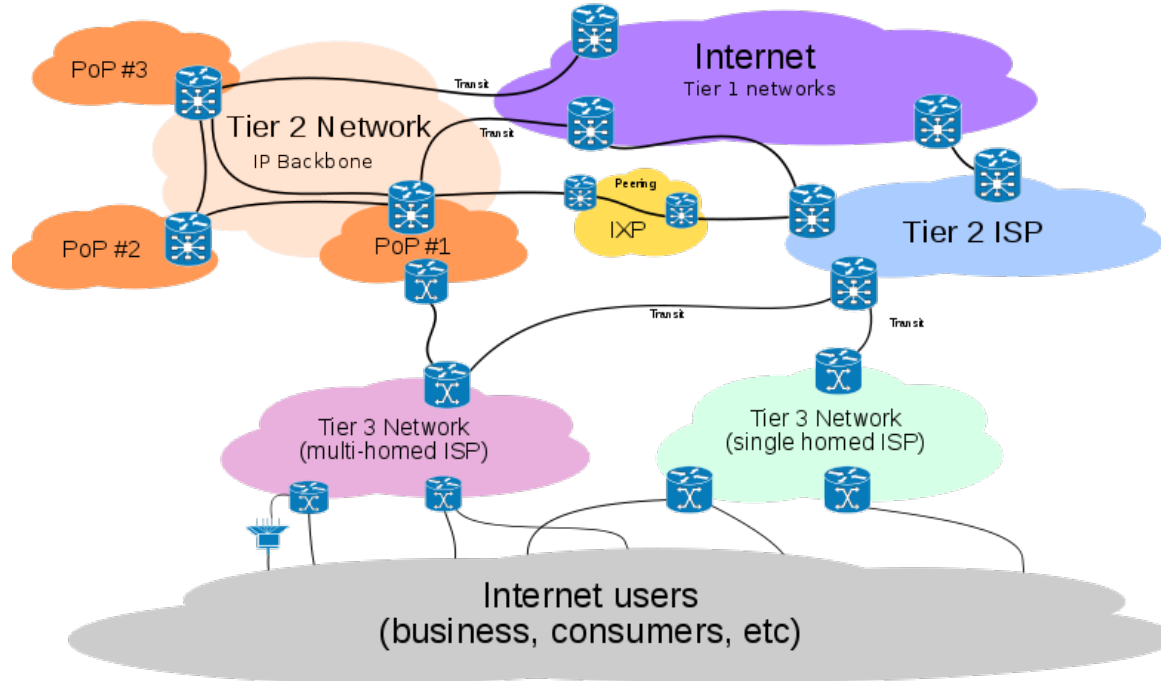 PoP #3
Transit
Internet
Tier 1 networks
Tier 2 Network
IP Backbone
Transit
Peering
IXP
PoP #2
PoP #1
Tier 2 ISP
Transit
Transit
Tier 3 Network
(multi-homed ISP)
Tier 3 Network
(single homed ISP)
Internet users
(business, consumers, etc)